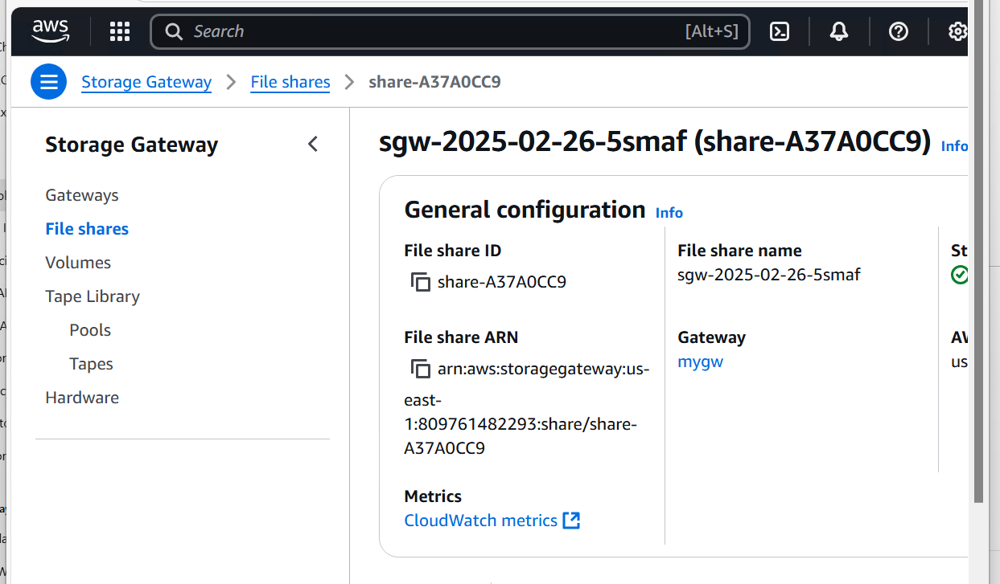 aws
Search [Alt+S]
Storage Gateway > File shares > share-A37A0CC9
Storage Gateway
Gateways
File shares
Volumes
Tape Library
Pools
Tapes
Hardware
sgw-2025-02-26-5smaf (share-A37A0CC9) Info
General configuration Info
File share ID
share-A37A0CC9
File share ARN
arn:aws:storagegateway:us-
east-
1:809761482293:share/share-
A37A0CC9
Metrics
CloudWatch metrics
File share name
sgw-2025-02-26-5smaf
Gateway
mygw
St
us